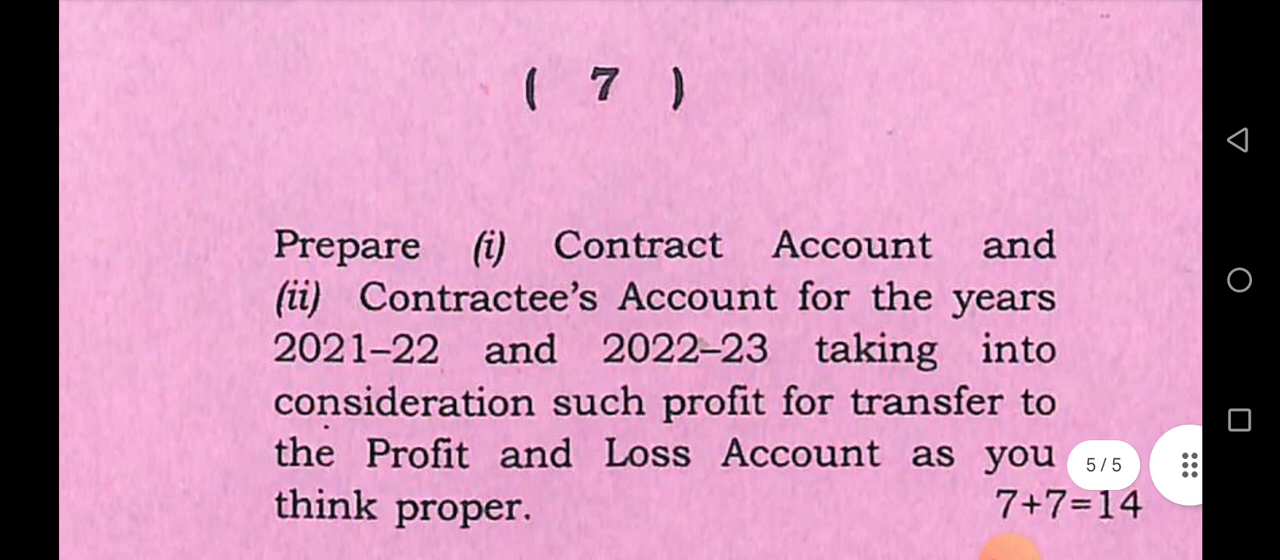 ( 7 )
Prepare (i) Contract Account and
(ii) Contractee's Account for the years
2021–22 and 2022–23 taking into
consideration such profit for transfer to
the Profit and Loss Account as you
think proper. 7+7=14
5 / 5